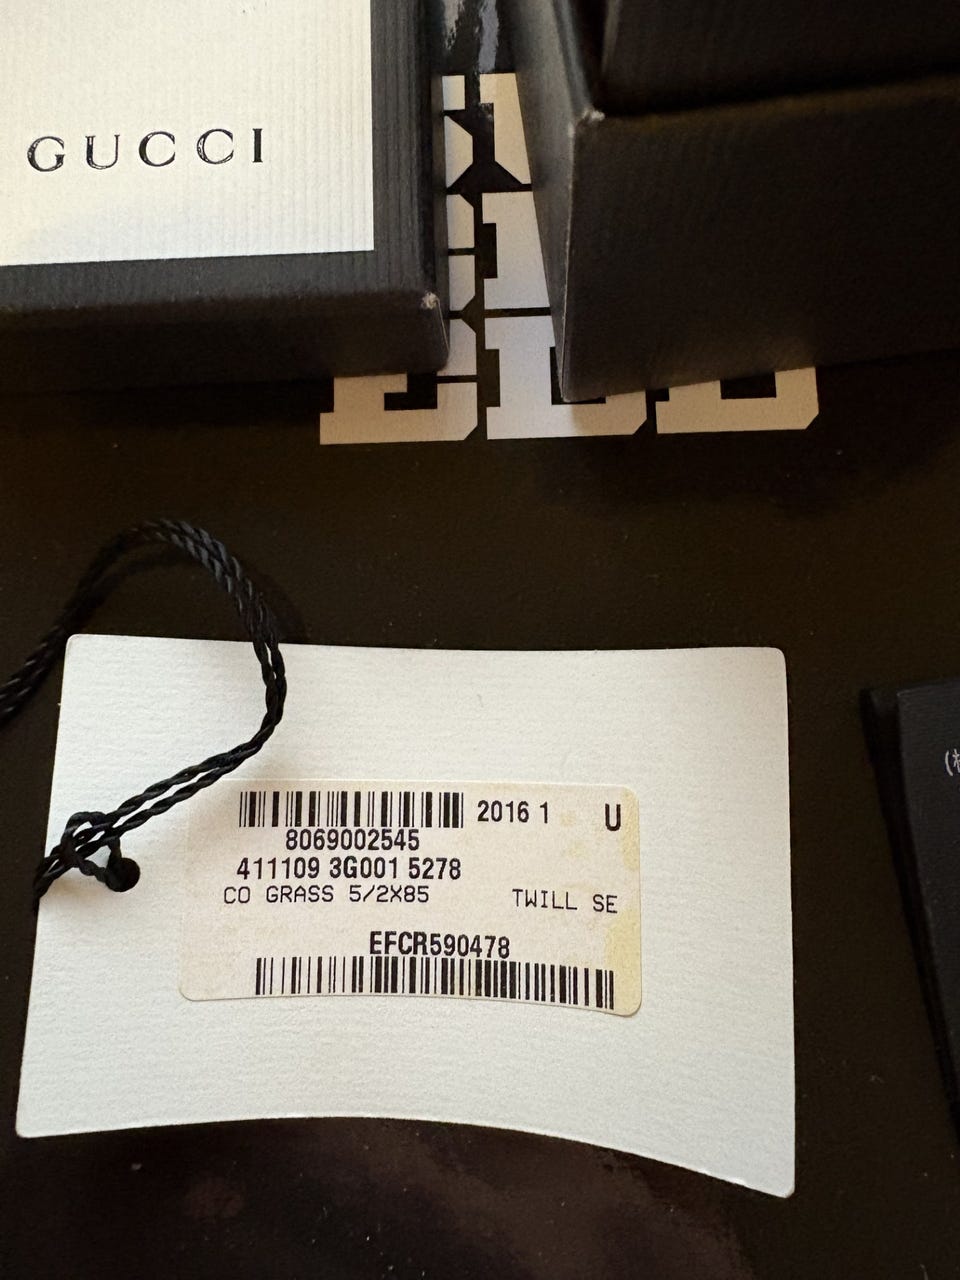 GUCCI
2016 1 U
8069002545
411109 3G001 5278
CO GRASS 5/2X85 TWILL SE
EFCR590478